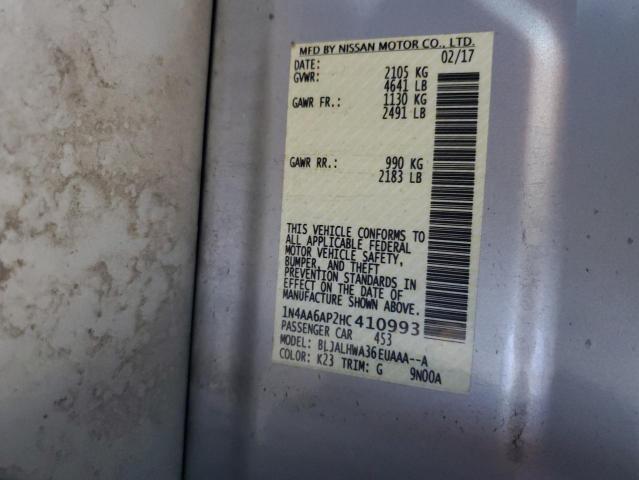 MFD BY NISSAN MOTOR CO., LTD.
DATE: 02/17
GVWR: 2105 KG
4641 LB
GAWR FR.: 1130 KG
2491 LB
GAWR RR.: 990 KG
2183 LB
THIS VEHICLE CONFORMS TO
ALL APPLICABLE FEDERAL
MOTOR VEHICLE SAFETY,
BUMPER, AND THEFT
PREVENTION STANDARDS IN
EFFECT ON THE DATE OF
MANUFACTURE SHOWN ABOVE.
1N4AA6AP2HC410993
PASSENGER CAR 453
MODEL: BLJALHWA36EUAAA--A
COLOR: K23 TRIM: G 9N00A